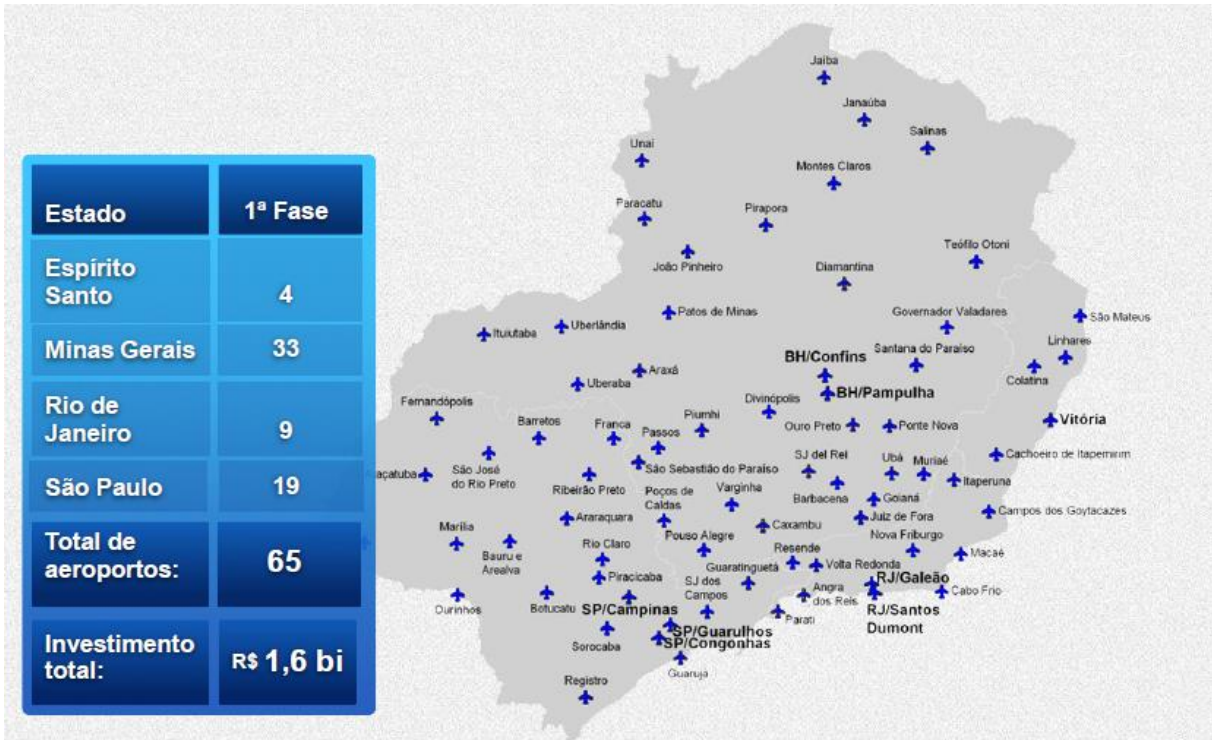 Estado
1ª Fase
Espírito
Santo
4
Minas Gerais
33
Rio de
Janeiro
9
São Paulo
19
Total de
aeroportos:
65
Investimento
total:
R$ 1,6 bi
Jaíba
Janaúba
Salinas
Unaí
Montes Claros
Paracatu
Pirapora
Teófilo Otoni
João Pinheiro
Diamantina
Patos de Minas
Governador Valadares
São Mateus
Ituiutaba
Uberlândia
Linhares
BH/Confins
Santana do Paraíso
Colatina
Araxá
Uberaba
BH/Pampulha
Fernandópolis
Divinópolis
Vitória
Barretos
Franca
Passos
Piumhi
Ouro Preto
Ponte Nova
Cachoeiro de Itapemirim
São José
do Rio Preto
São Sebastião do Paraíso
SJ del Rei
Ubá
Muriaé
Itaperuna
açatuba
Ribeirão Preto
Poços de
Caldas
Varginha
Barbacena
Goianá
Campos dos Goytacazes
Araraquara
Caxambu
Juiz de Fora
Marília
Bauru e
Arealva
Rio Claro
Pouso Alegre
Resende
Nova Friburgo
Macaé
Piracicaba
Guaratinguetá
Volta Redonda
SJ dos
Campos
RJ/Galeão
Cabo Frio
Ourinhos
Botucatu
SP/Campinas
Angra
dos Reis
Parati
RJ/Santos
Dumont
Sorocaba
SP/Guarulhos
SP/Congonhas
Guaruja
Registro